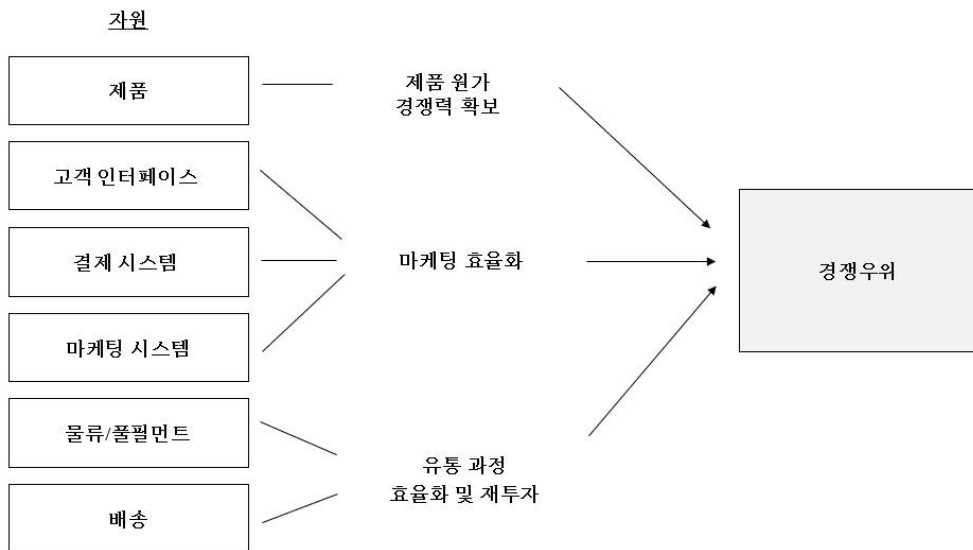 자원
제품
고객 인터페이스
결제 시스템
마케팅 시스템
물류/풀필먼트
배송
제품 원가
경쟁력 확보
마케팅 효율화
유통 과정
효율화 및 재투자
경쟁우위